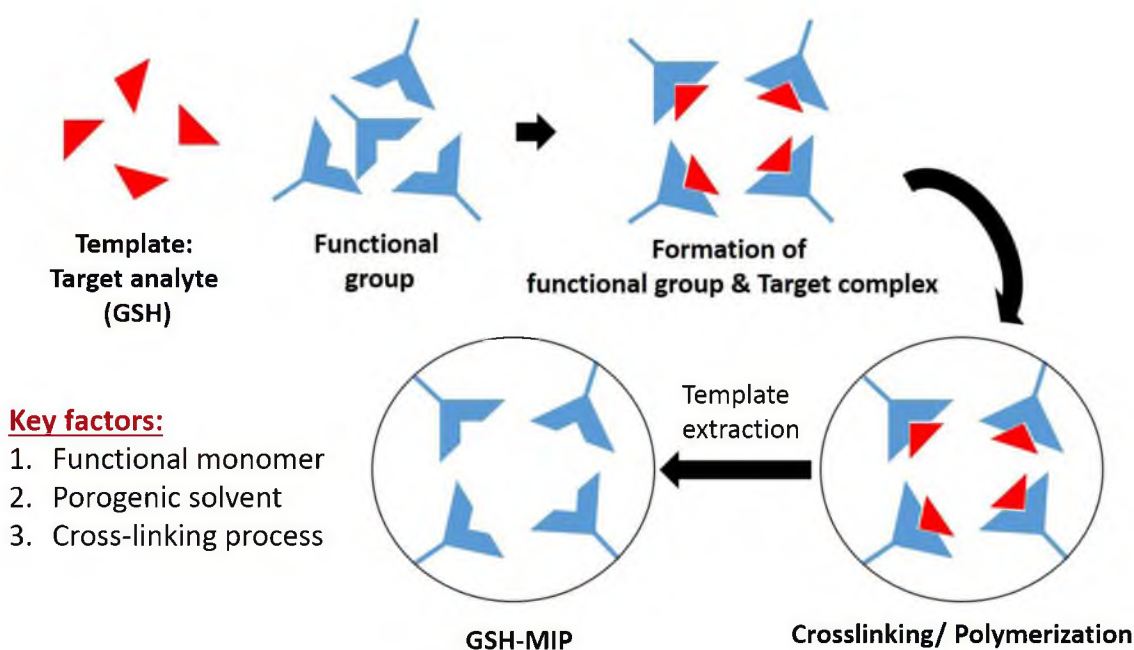 Template:
Target analyte
(GSH)
Functional
group
Formation of
functional group & Target complex
Key factors:
1. Functional monomer
2. Porogenic solvent
3. Cross-linking process
Template
extraction
GSH-MIP
Crosslinking/ Polymerization